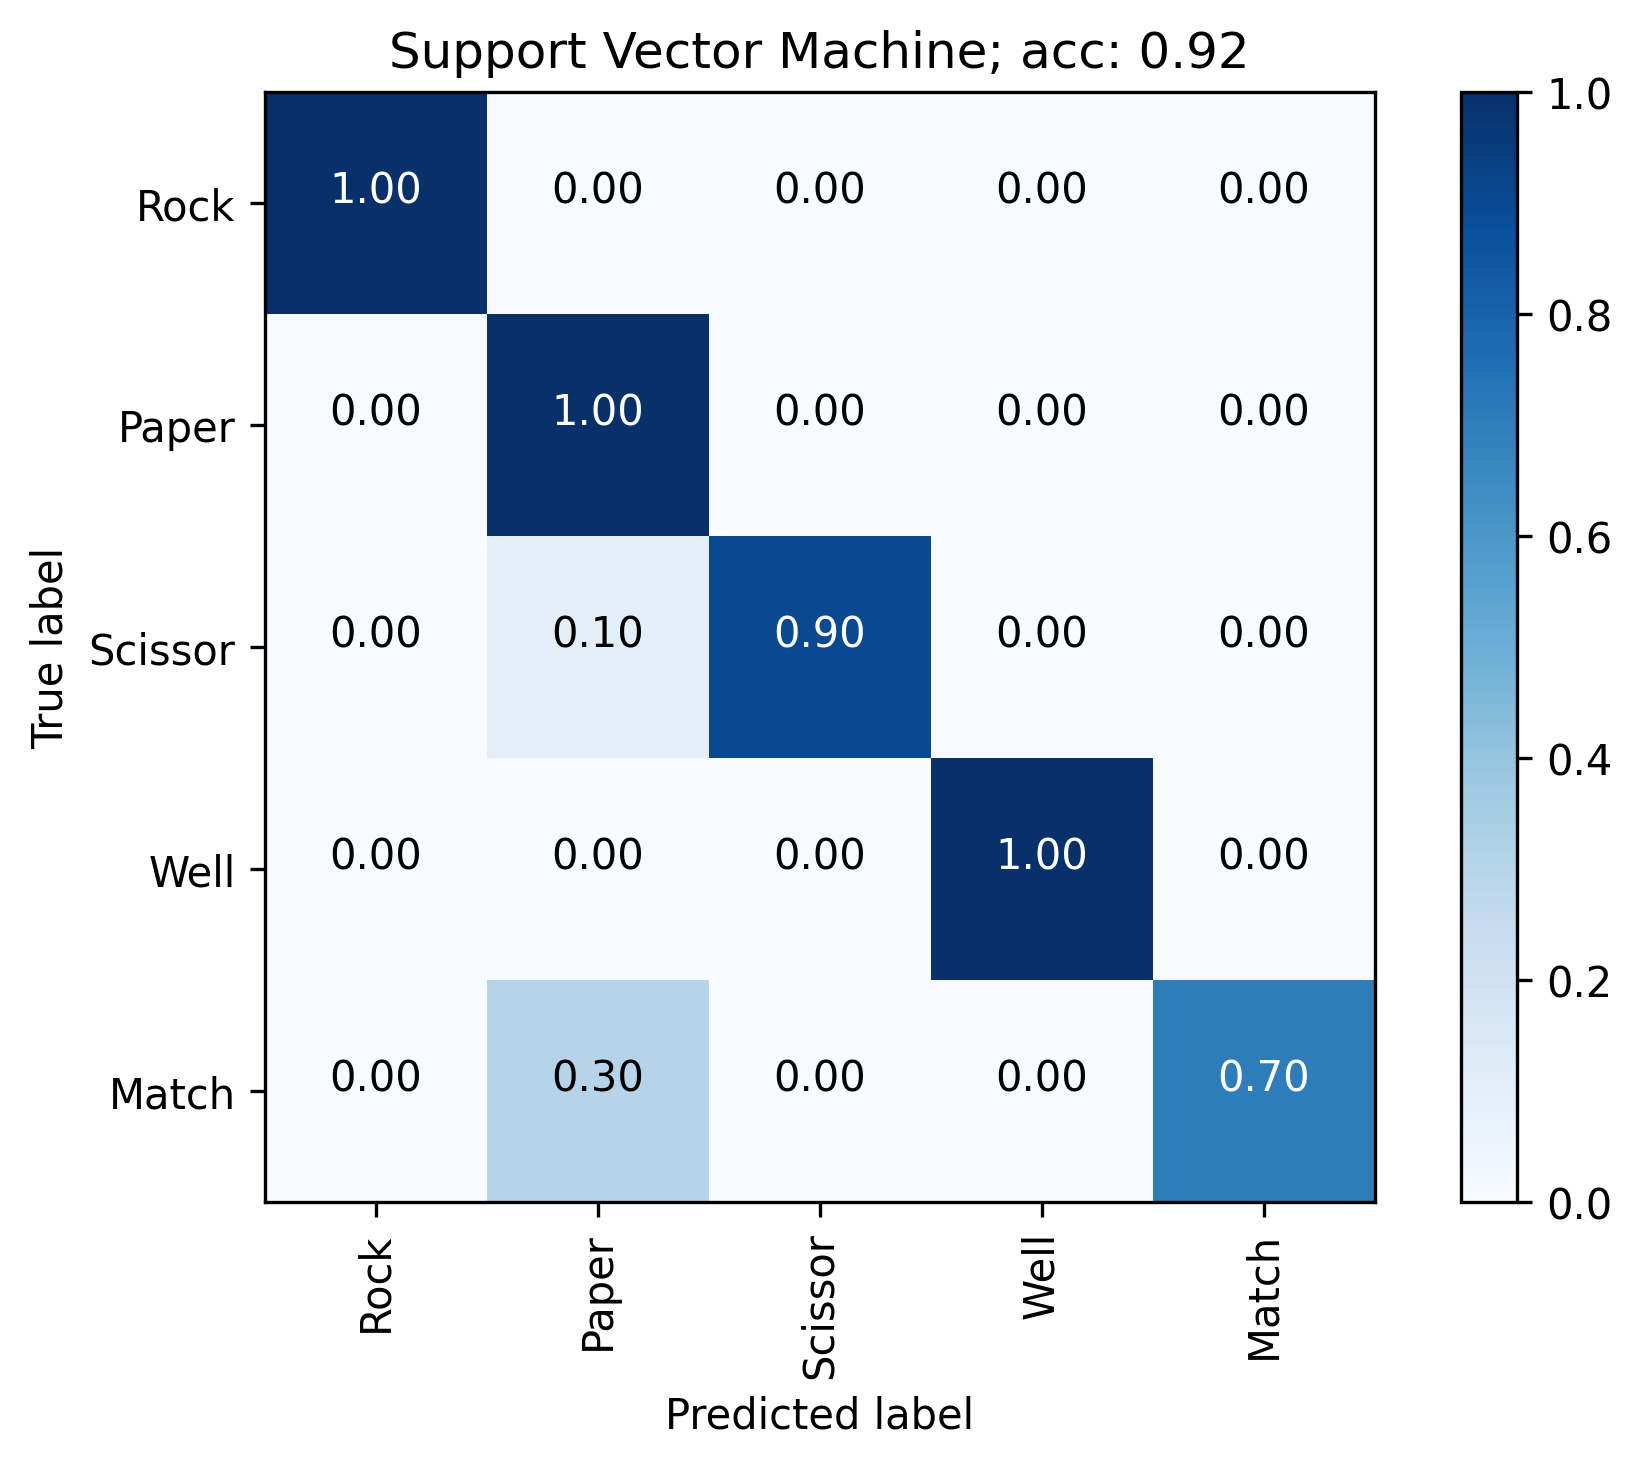 Support Vector Machine; acc: 0.92
Rock 1.00 0.00 0.00 0.00 0.00
Paper 0.00 1.00 0.00 0.00 0.00
Scissor 0.00 0.10 0.90 0.00 0.00
Well 0.00 0.00 0.00 1.00 0.00
Match 0.00 0.30 0.00 0.00 0.70
True label
Rock Paper Scissor Well Match
Predicted label
1.0
0.8
0.6
0.4
0.2
0.0